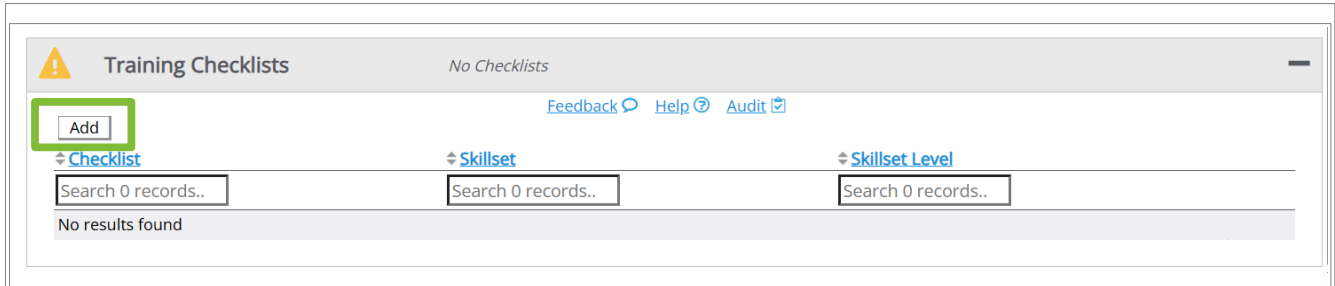 Training Checklists No Checklists
Feedback Help Audit
Add
Checklist Skillset Skillset Level
Search 0 records.. Search 0 records.. Search 0 records..
No results found